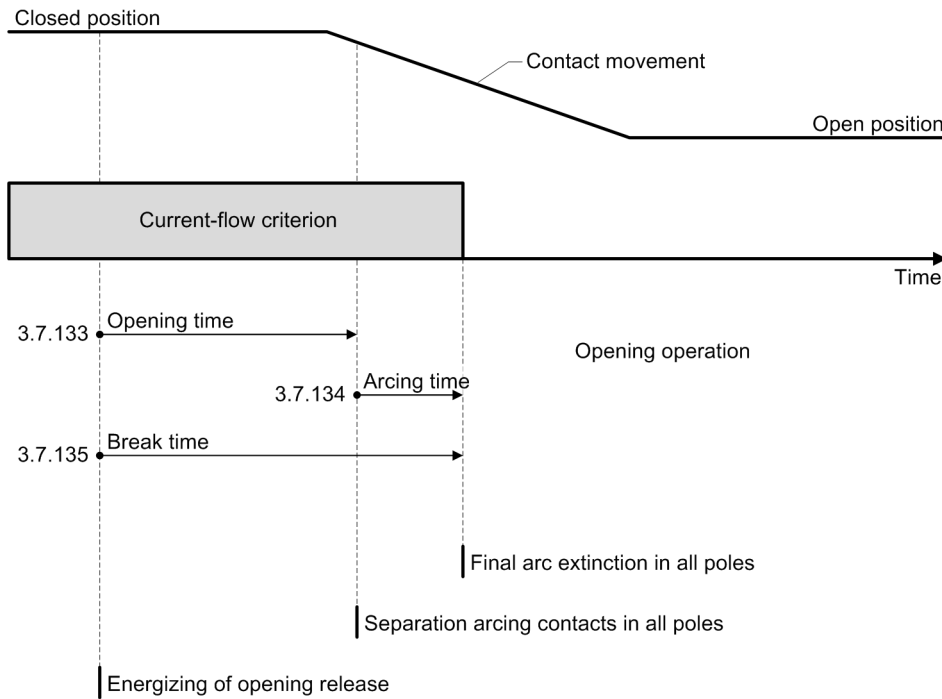 Closed position
Contact movement
Open position
Current-flow criterion
Time
3.7.133
Opening time
Opening operation
3.7.134
Arcing time
3.7.135
Break time
Final arc extinction in all poles
Separation arcing contacts in all poles
Energizing of opening release